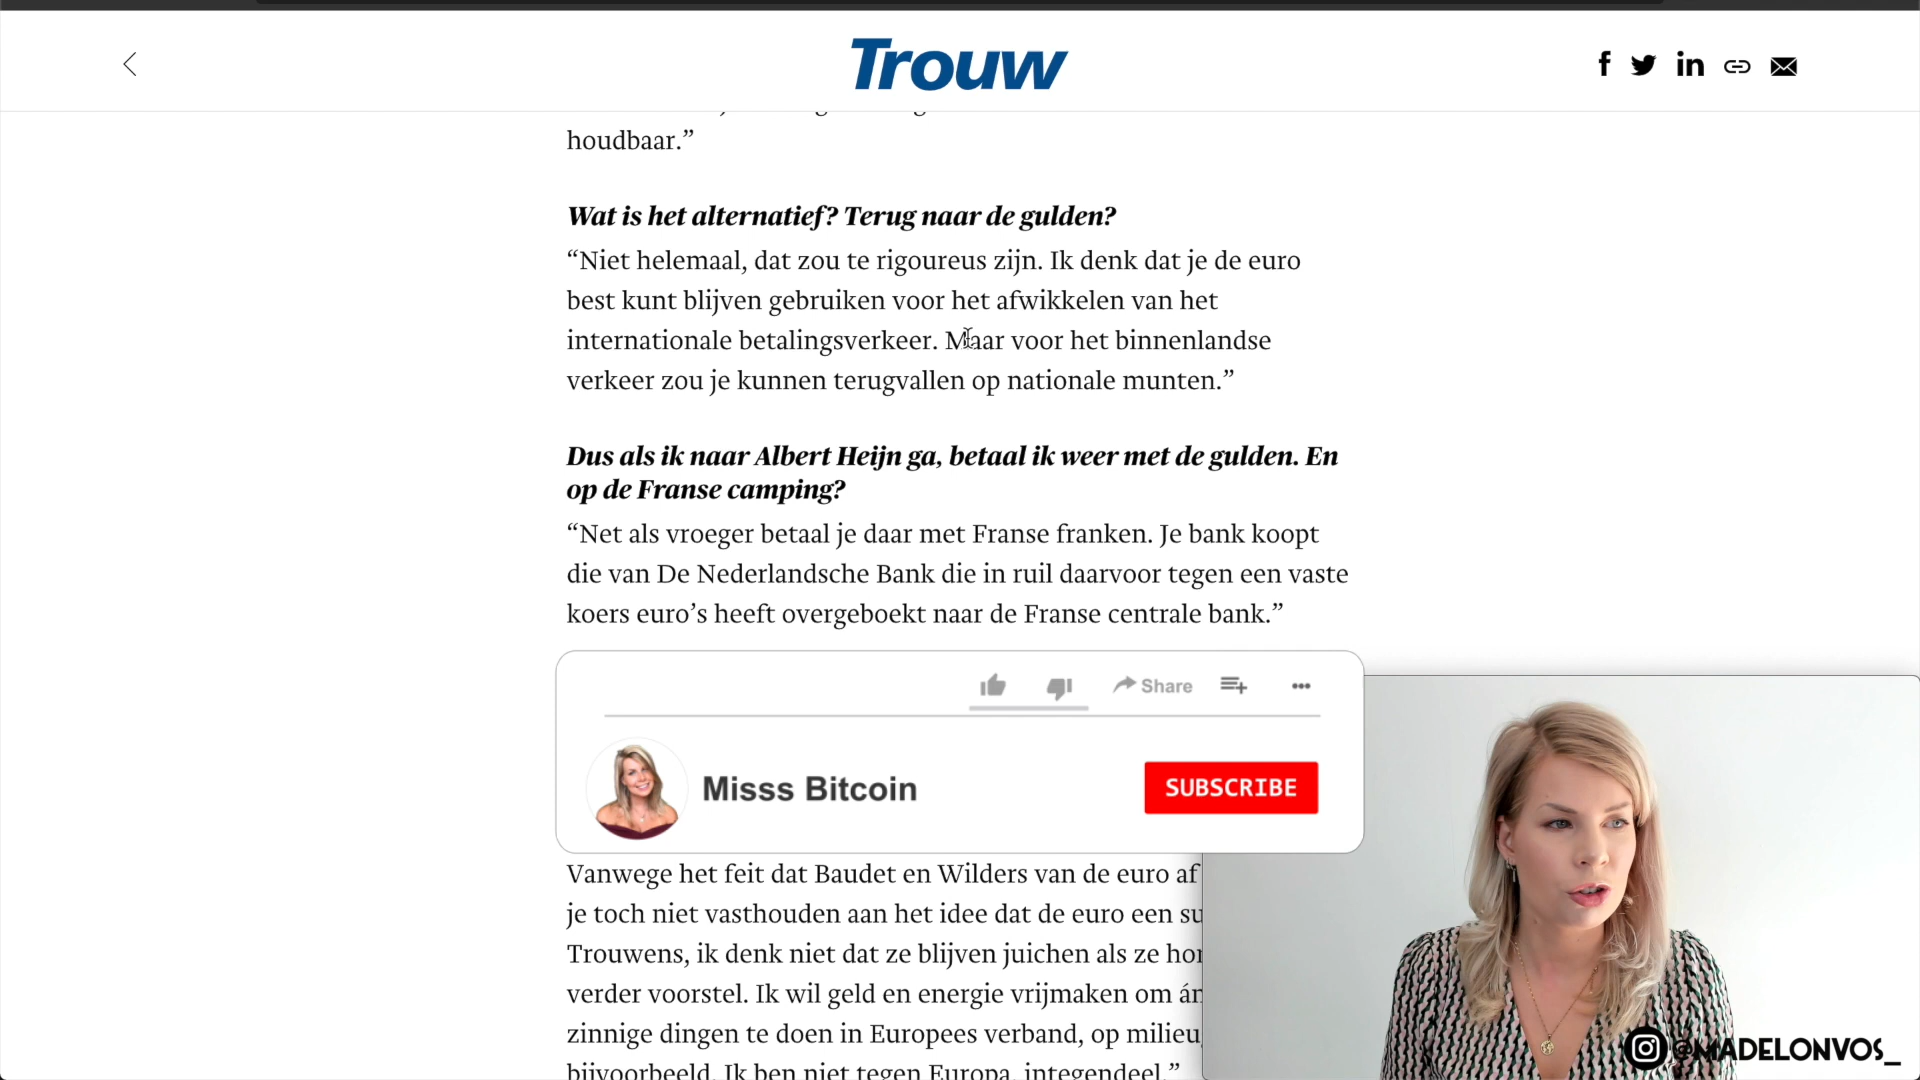 Trouw
houdbaar.”
Wat is het alternatief? Terug naar de gulden?
“Niet helemaal, dat zou te rigoureus zijn. Ik denk dat je de euro
best kunt blijven gebruiken voor het afwikkelen van het
internationale betalingsverkeer. Maar voor het binnenlandse
verkeer zou je kunnen terugvallen op nationale munten.”
Dus als ik naar Albert Heijn ga, betaal ik weer met de gulden. En
op de Franse camping?
“Net als vroeger betaal je daar met Franse franken. Je bank koopt
die van De Nederlandsche Bank die in ruil daarvoor tegen een vaste
koers euro’s heeft overgeboekt naar de Franse centrale bank.”
Share
Misss Bitcoin
SUBSCRIBE
Vanwege het feit dat Baudet en Wilders van de euro af
je toch niet vasthouden aan het idee dat de euro een su
Trouwens, ik denk niet dat ze blijven juichen als ze
verder voorstel. Ik wil geld en energie vrijmaken om
zinnige dingen te doen in Europees verband, op milieu
bijvoorbeeld. Ik ben niet tegen Europa, integendeel.”
@MADELONVOS_